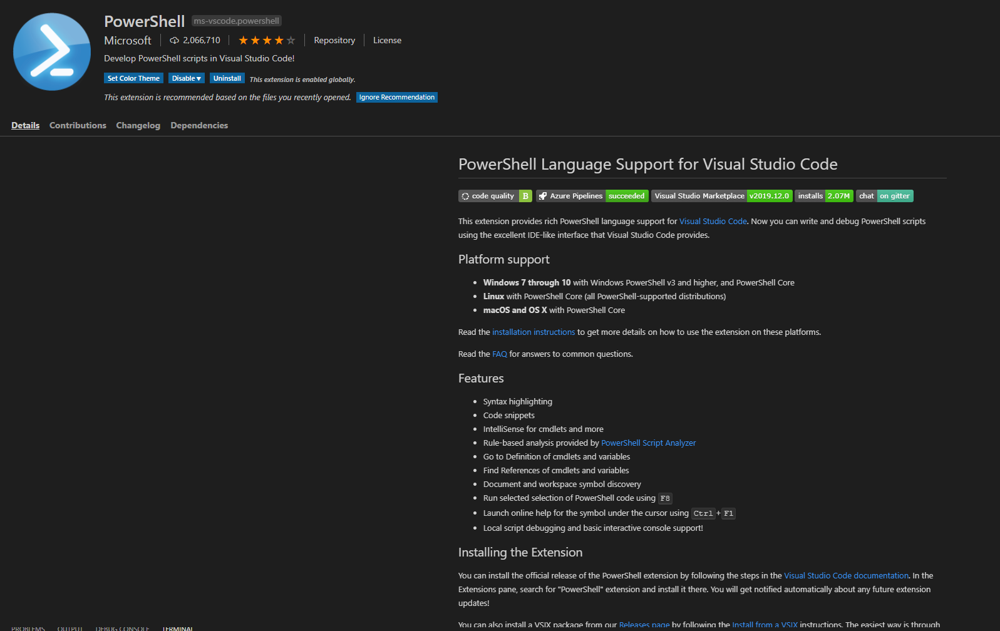 PowerShell ms-vscode.powershell
Microsoft 2,066,710 Repository License
Develop PowerShell scripts in Visual Studio Code!
Set Color Theme Disable▼ Uninstall This extension is enabled globally.
This extension is recommended based on the files you recently opened. Ignore Recommendation
Details Contributions Changelog Dependencies
PowerShell Language Support for Visual Studio Code
code quality B Azure Pipelines succeeded Visual Studio Marketplace v2019.12.0 installs 2.07M chat on gitter
This extension provides rich PowerShell language support for Visual Studio Code. Now you can write and debug PowerShell scripts
using the excellent IDE-like interface that Visual Studio Code provides.
Platform support
• Windows 7 through 10 with Windows PowerShell v3 and higher, and PowerShell Core
• Linux with PowerShell Core (all PowerShell-supported distributions)
• macOS and OS X with PowerShell Core
Read the installation instructions to get more details on how to use the extension on these platforms.
Read the FAQ for answers to common questions.
Features
• Syntax highlighting
• Code snippets
• IntelliSense for cmdlets and more
• Rule-based analysis provided by PowerShell Script Analyzer
• Go to Definition of cmdlets and variables
• Find References of cmdlets and variables
• Document and workspace symbol discovery
• Run selected selection of PowerShell code using F8
• Launch online help for the symbol under the cursor using Ctrl+F1
• Local script debugging and basic interactive console support!
Installing the Extension
You can install the official release of the PowerShell extension by following the steps in the Visual Studio Code documentation. In the
Extensions pane, search for "PowerShell" extension and install it there. You will get notified automatically about any future extension
updates!
You can also install a VSIX package from our Releases page by following the Install from a VSIX instructions. The easiest way is through
PROBLEMS OUTPUT DEBUG CONSOLE TERMINAL